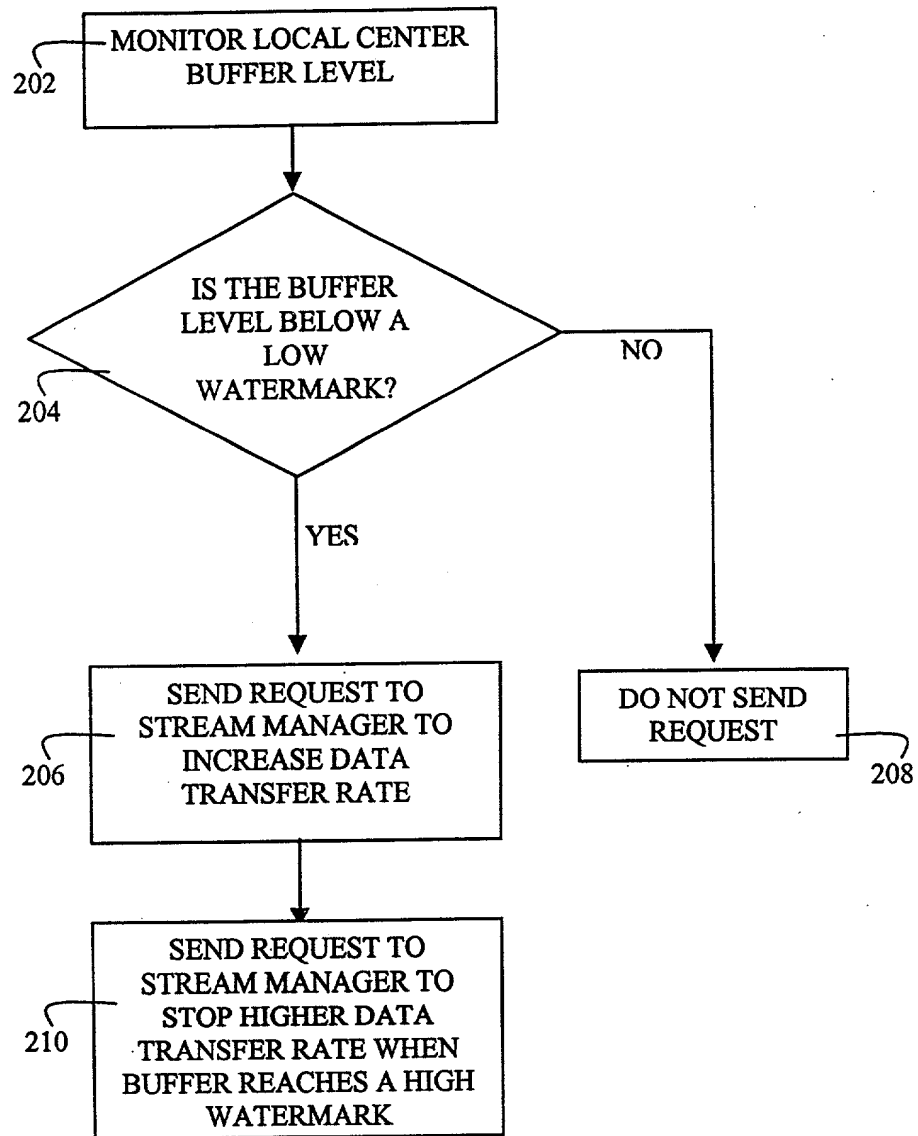 MONITOR LOCAL CENTER
BUFFER LEVEL
202
IS THE BUFFER
LEVEL BELOW A
LOW
WATERMARK?
204
NO
YES
SEND REQUEST TO
STREAM MANAGER TO
INCREASE DATA
TRANSFER RATE
206
DO NOT SEND
REQUEST
208
SEND REQUEST TO
STREAM MANAGER TO
STOP HIGHER DATA
TRANSFER RATE WHEN
BUFFER REACHES A HIGH
WATERMARK
210